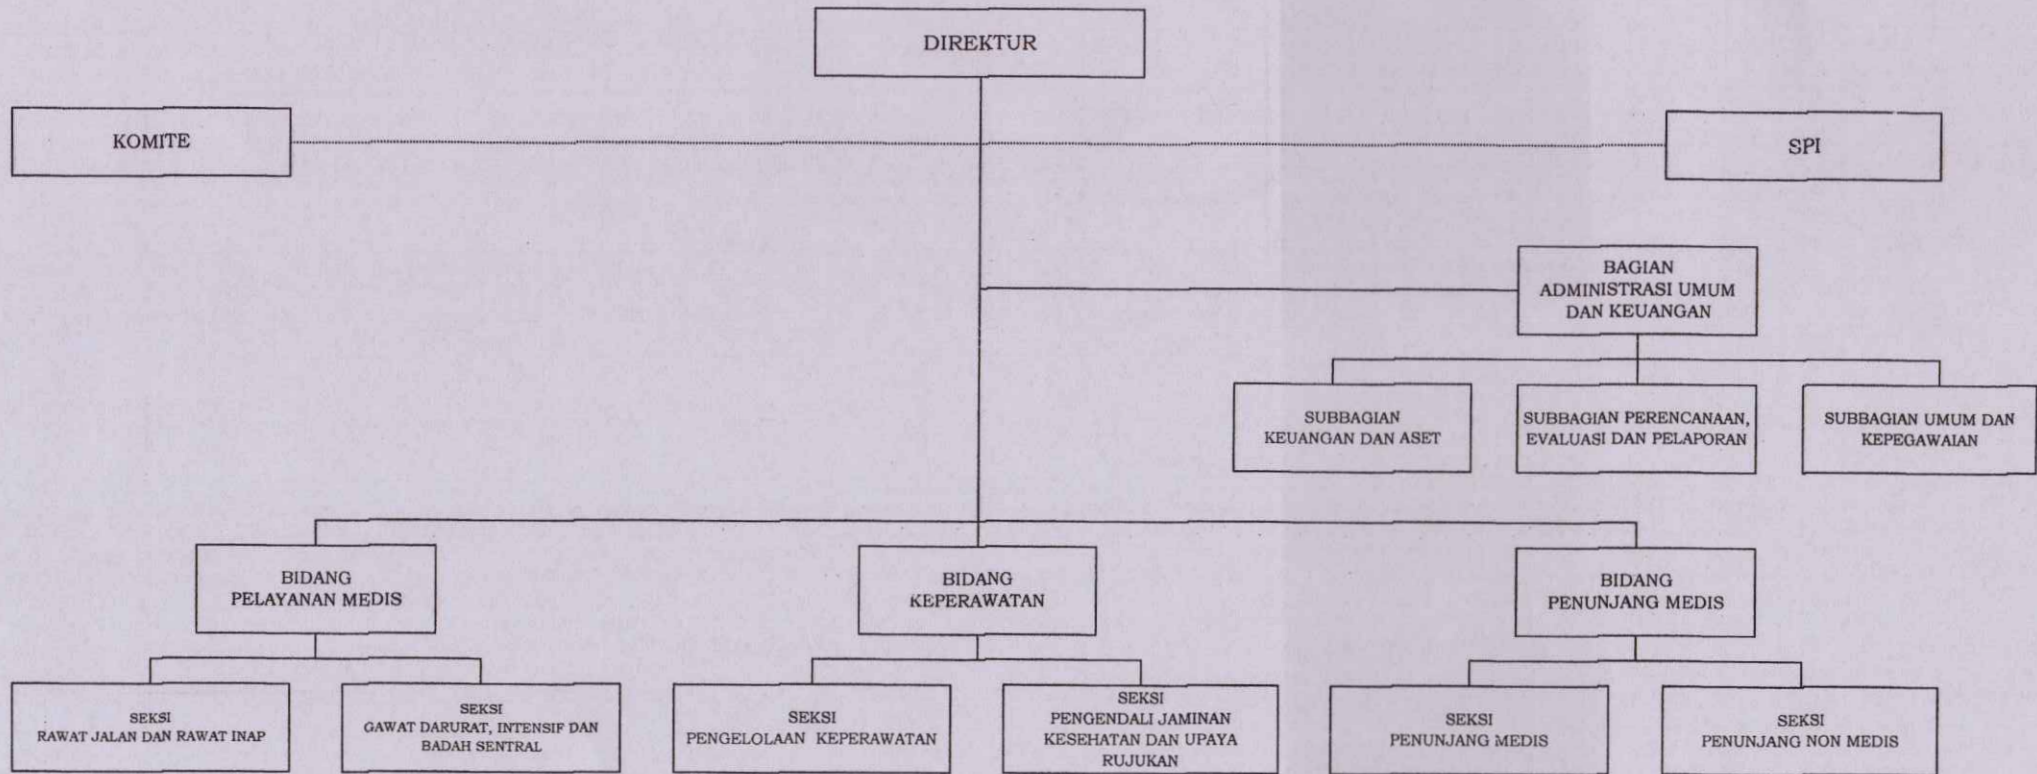 DIREKTUR
KOMITE
SPI
BAGIAN
ADMINISTRASI UMUM
DAN KEUANGAN
SUBBAGIAN
KEUANGAN DAN ASET
SUBBAGIAN PERENCANAAN,
EVALUASI DAN PELAPORAN
SUBBAGIAN UMUM DAN
KEPEGAWAIAN
BIDANG
PELAYANAN MEDIS
BIDANG
KEPERAWATAN
BIDANG
PENUNJANG MEDIS
SEKSI
RAWAT JALAN DAN RAWAT INAP
SEKSI
GAWAT DARURAT, INTENSIF DAN
BADAH SENTRAL
SEKSI
PENGELOLAAN KEPERAWATAN
SEKSI
PENGENDALI JAMINAN
KESEHATAN DAN UPAYA
RUJUKAN
SEKSI
PENUNJANG MEDIS
SEKSI
PENUNJANG NON MEDIS